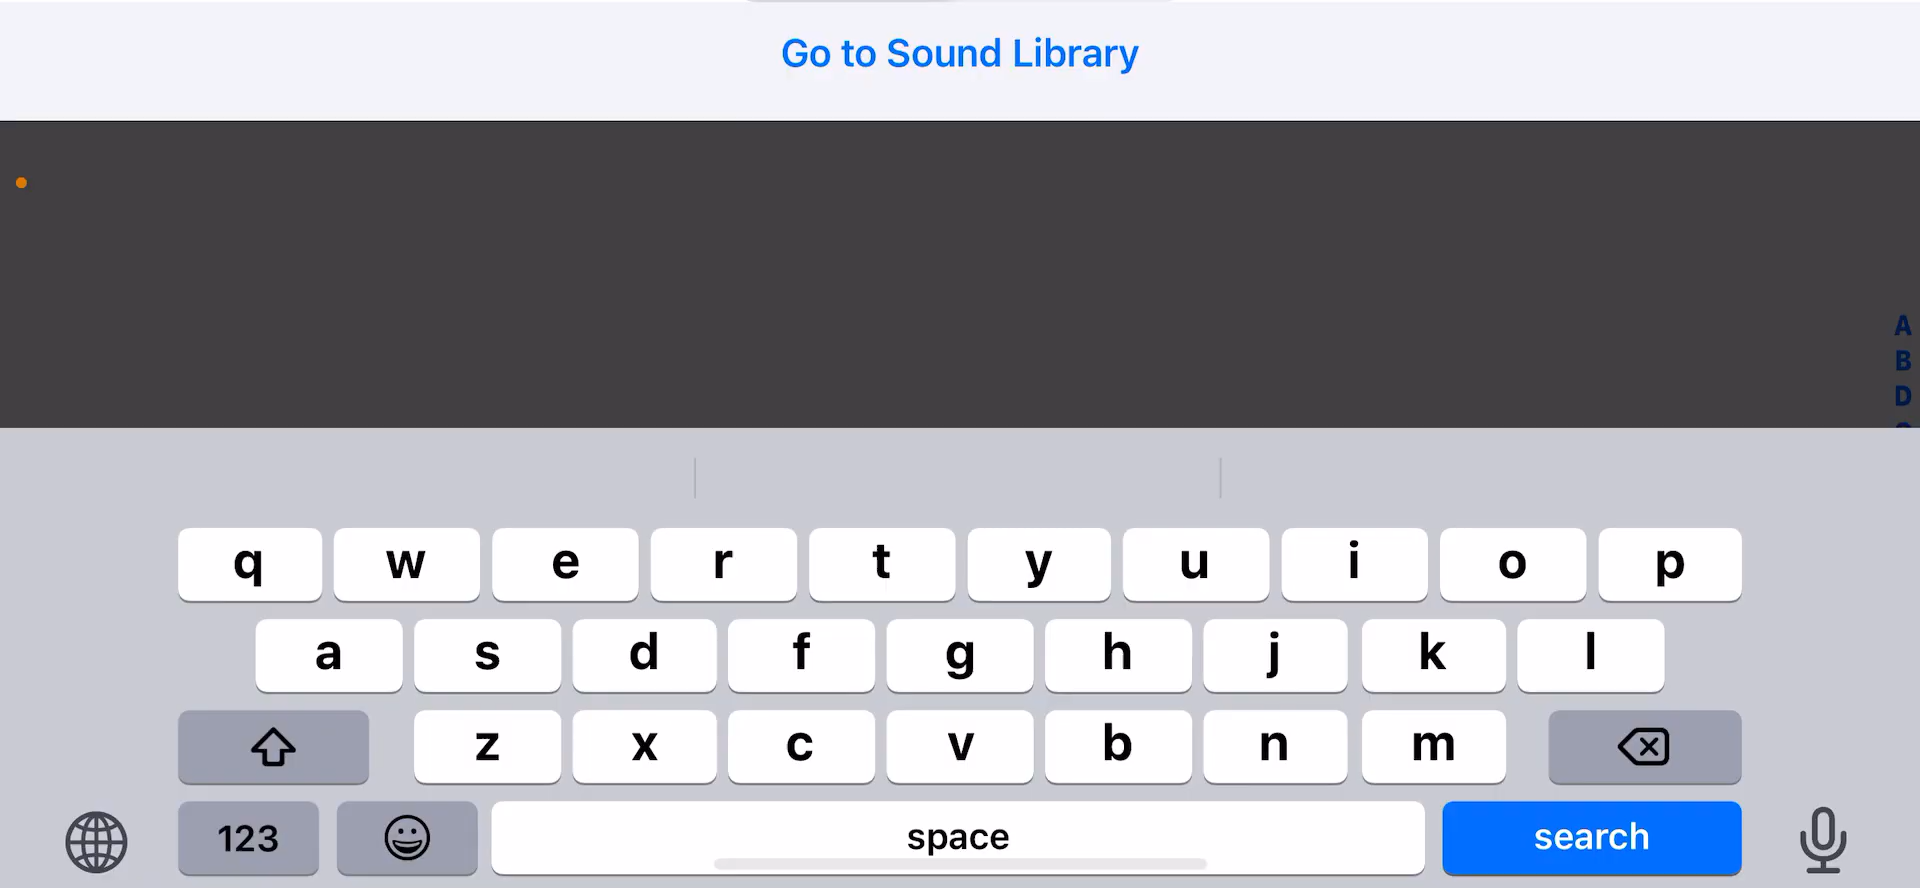 Go to Sound Library
A
B
D
q w e r t y u i o p
a s d f g h j k l
z x c v b n m
123 space search